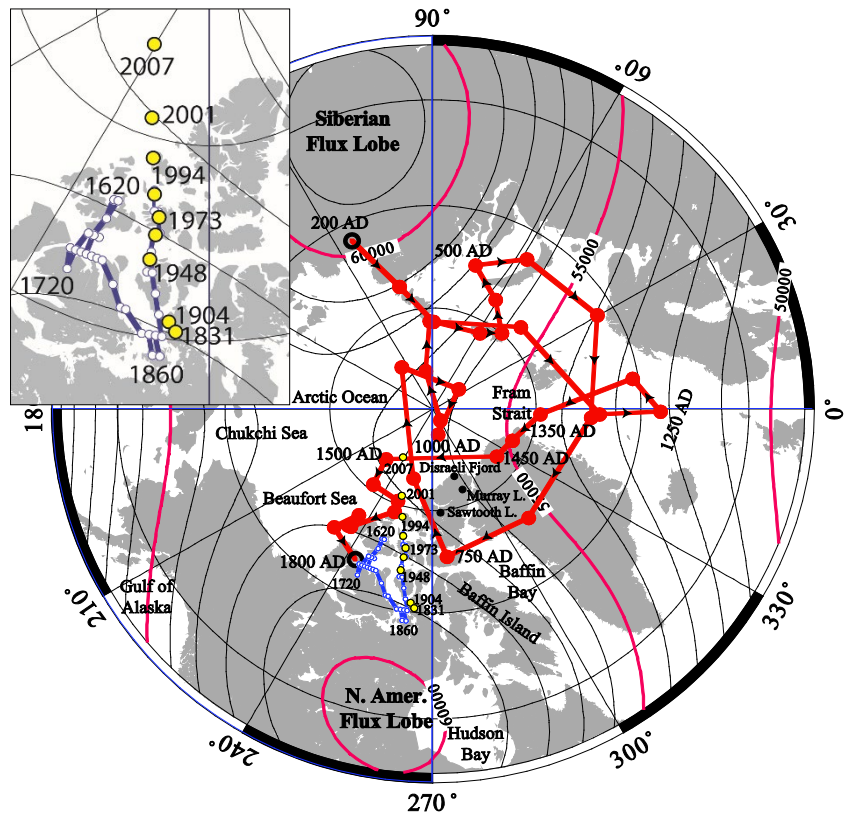 90°
60°
30°
0°
330°
300°
270°
240°
210°
18
2007
2001
1994
1620
1973
1720
1948
1904
1831
1860
Siberian
Flux Lobe
200 AD
60000
500 AD
55000
50000
Arctic Ocean
Fram
Strait
1350 AD
1250 AD
Chukchi Sea
1000 AD
1450 AD
1500 AD
2007
Disraeli Fjord
Murray L.
Sawtooth L.
55000
Beaufort Sea
2001
1994
1620
1973
750 AD
1800 AD
1720
1948
Baffin
Bay
Baffin Island
1904
1831
1860
Gulf of
Alaska
N. Amer.
Flux Lobe
60000
Hudson
Bay